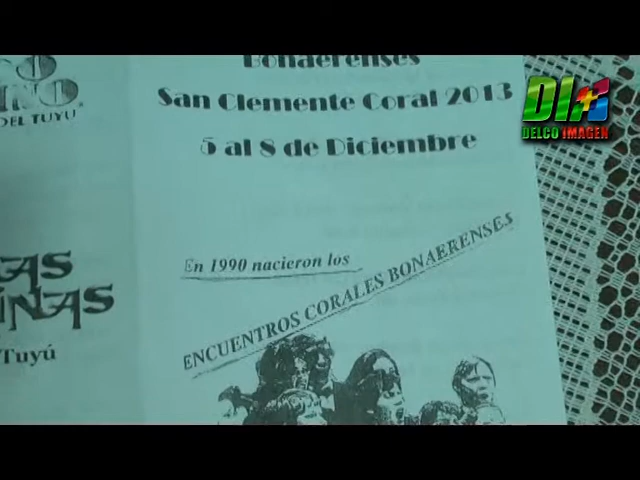 Bonaerenses
San Clemente Coral 2013
5 al 8 de Diciembre
En 1990 nacieron los
ENCUENTROS CORALES BONAERENSES
DEL TUYU
Tuyú
DELCO IMAGEN